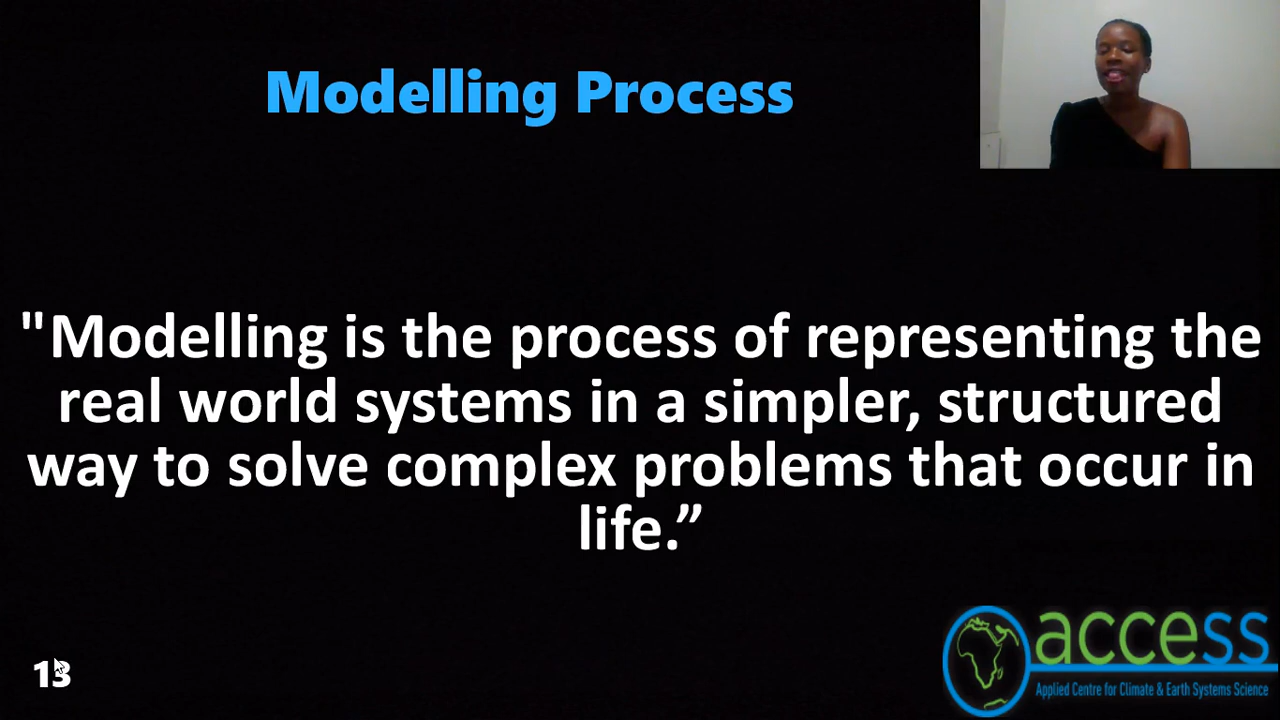 Modelling Process
"Modelling is the process of representing the
real world systems in a simpler, structured
way to solve complex problems that occur in
life.”
access
Applied Centre for Climate & Earth Systems Science
13